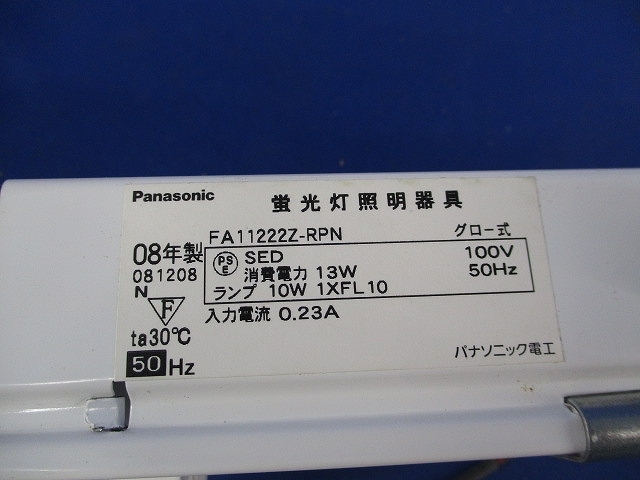 Panasonic 蛍光灯照明器具
FA11222Z-RPN グロー式
08年製
081208
N
F
ta30℃
50 Hz
PSE SED 100V
消費電力 13W 50Hz
ランプ 10W 1XFL10
入力電流 0.23A
パナソニック電工